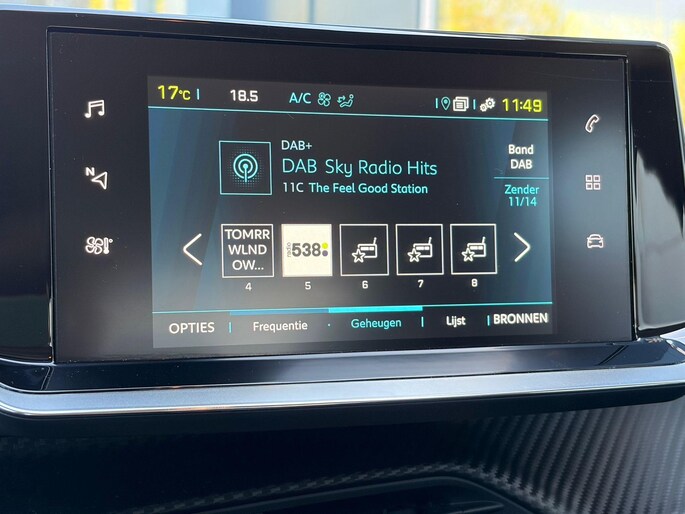 17°C 18.5 A/C 11:49
DAB+
DAB Sky Radio Hits
11C The Feel Good Station
Band
DAB
Zender
11/14
N
TOMRR
WLND
OW...
radio
538
4 5 6 7 8
OPTIES Frequentie · Geheugen Lijst BRONNEN